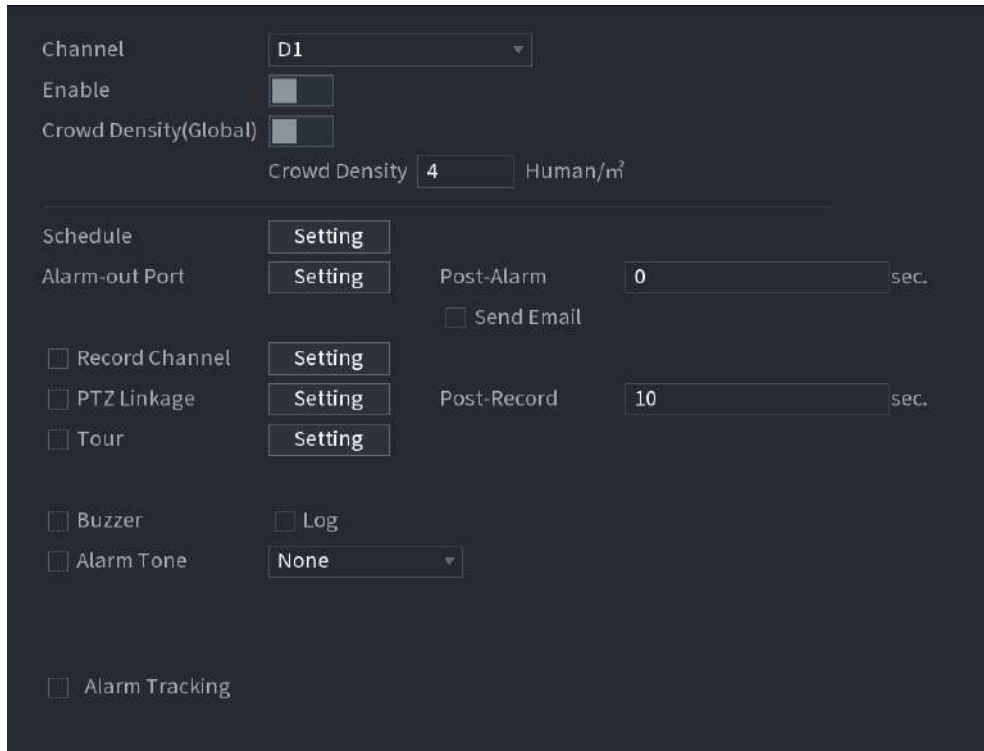 Channel D1
Enable
Crowd Density(Global)
Crowd Density 4 Human/㎡
Schedule Setting
Alarm-out Port Setting Post-Alarm 0 sec.
Send Email
Record Channel Setting
PTZ Linkage Setting Post-Record 10 sec.
Tour Setting
Buzzer Log
Alarm Tone None
Alarm Tracking